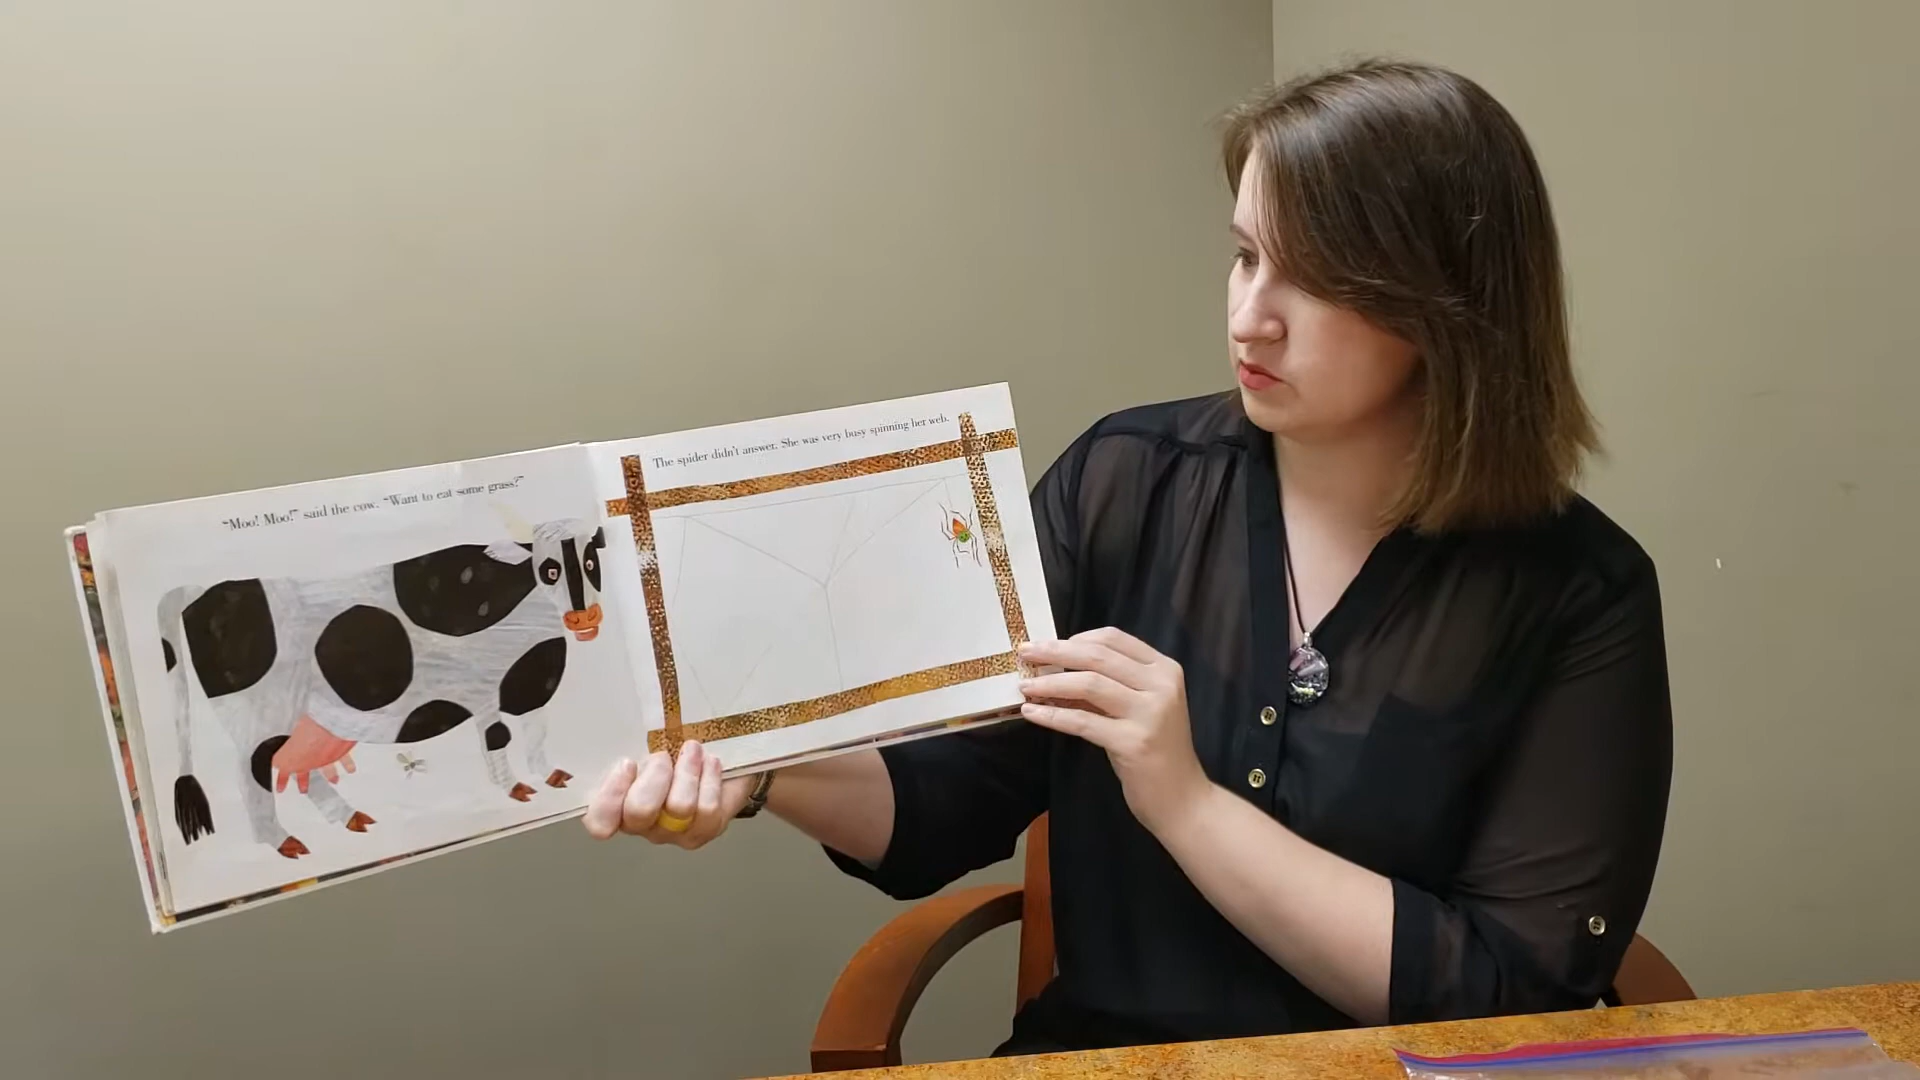 "Moo! Moo!" said the cow. "Want to eat some grass?"
The spider didn't answer. She was very busy spinning her web.